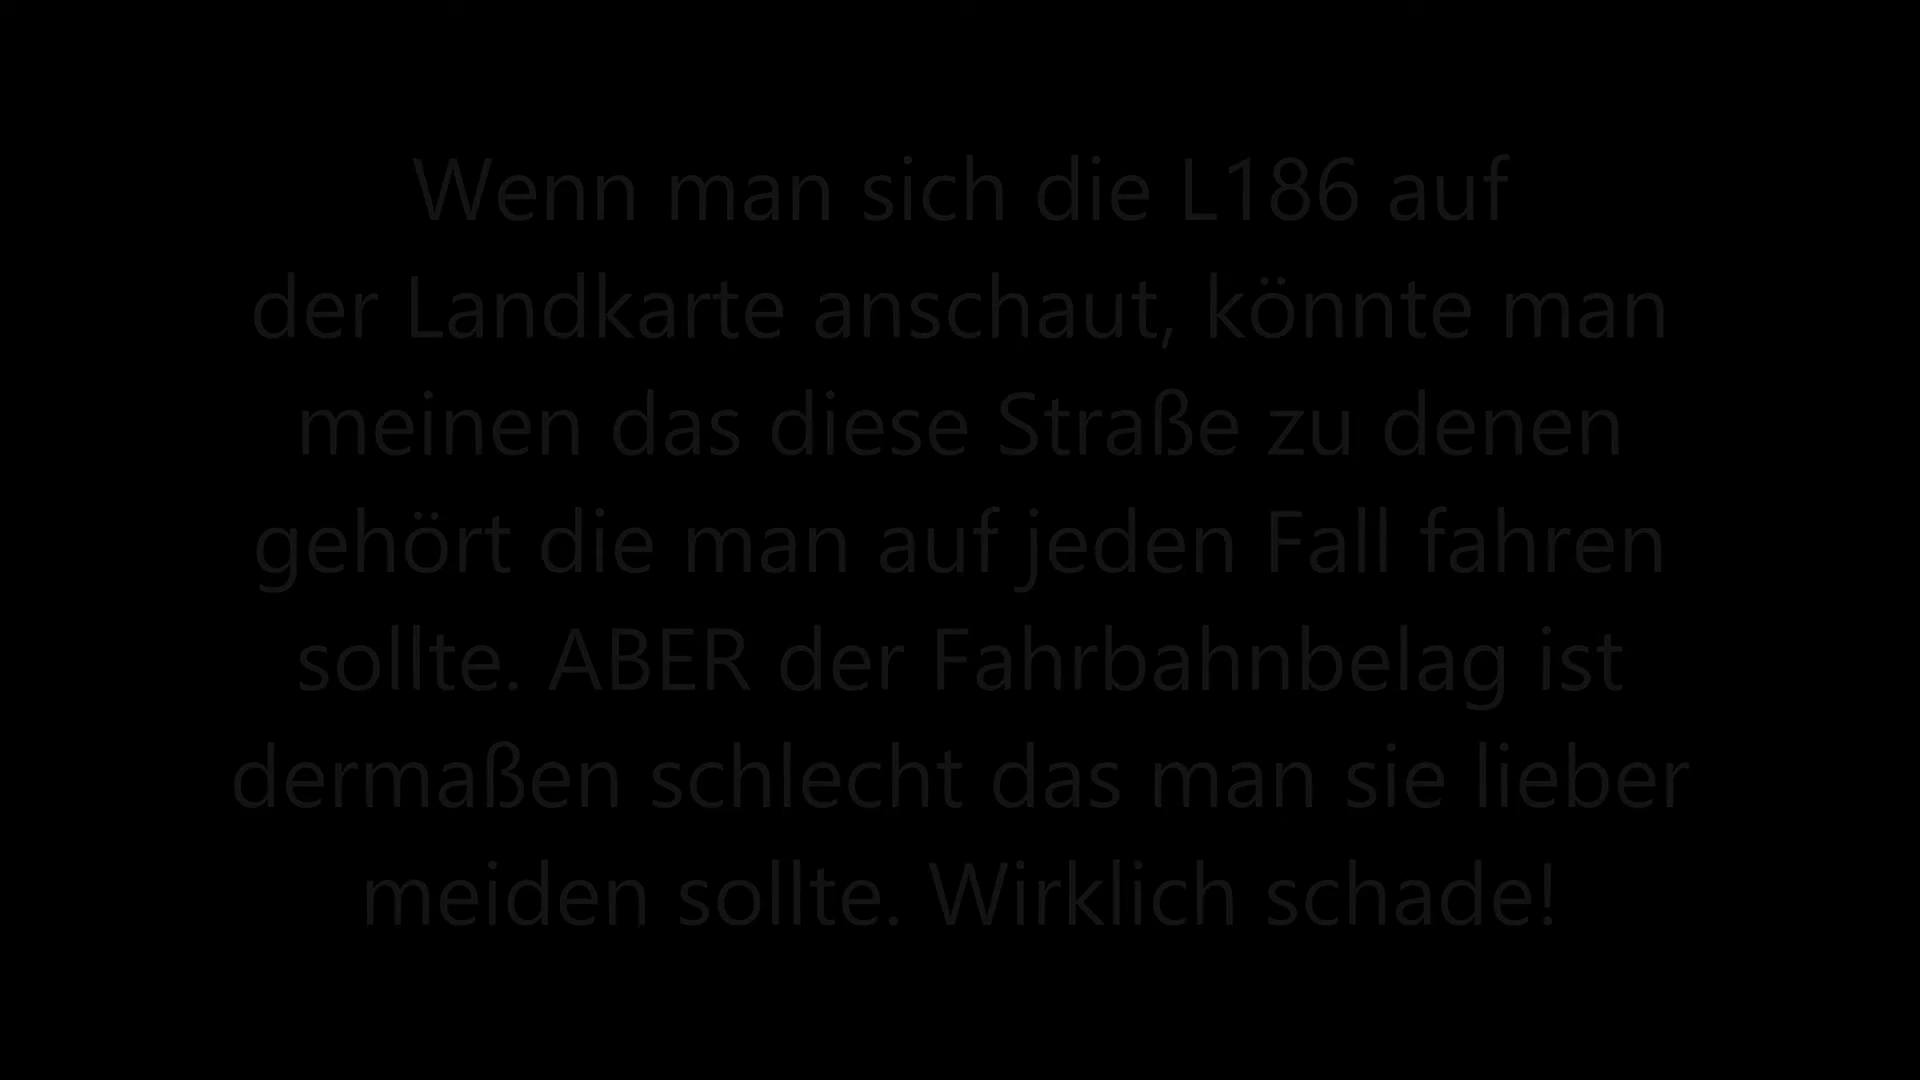 Wenn man sich die L186 auf
der Landkarte anschaut, könnte man
meinen das diese Straße zu denen
gehört die man auf jeden Fall fahren
sollte. ABER der Fahrbahnbelag ist
dermaßen schlecht das man sie lieber
meiden sollte. Wirklich schade!